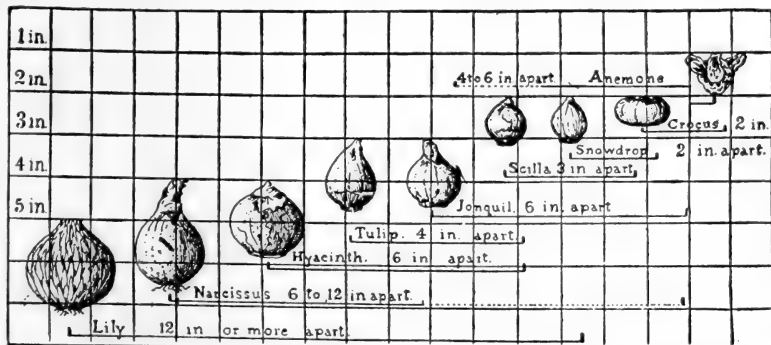 1 in.
2 in.
4 to 6 in apart. Anemone
3 in.
Crocus 2 in.
Snowdrop 2 in. apart.
4 in.
Scilla 3 in apart
5 in.
Jonquil. 6 in. apart
Tulip. 4 in. apart.
Hyacinth. 6 in. apart.
Narcissus 6 to 12 in apart.
Lily 12 in or more apart.